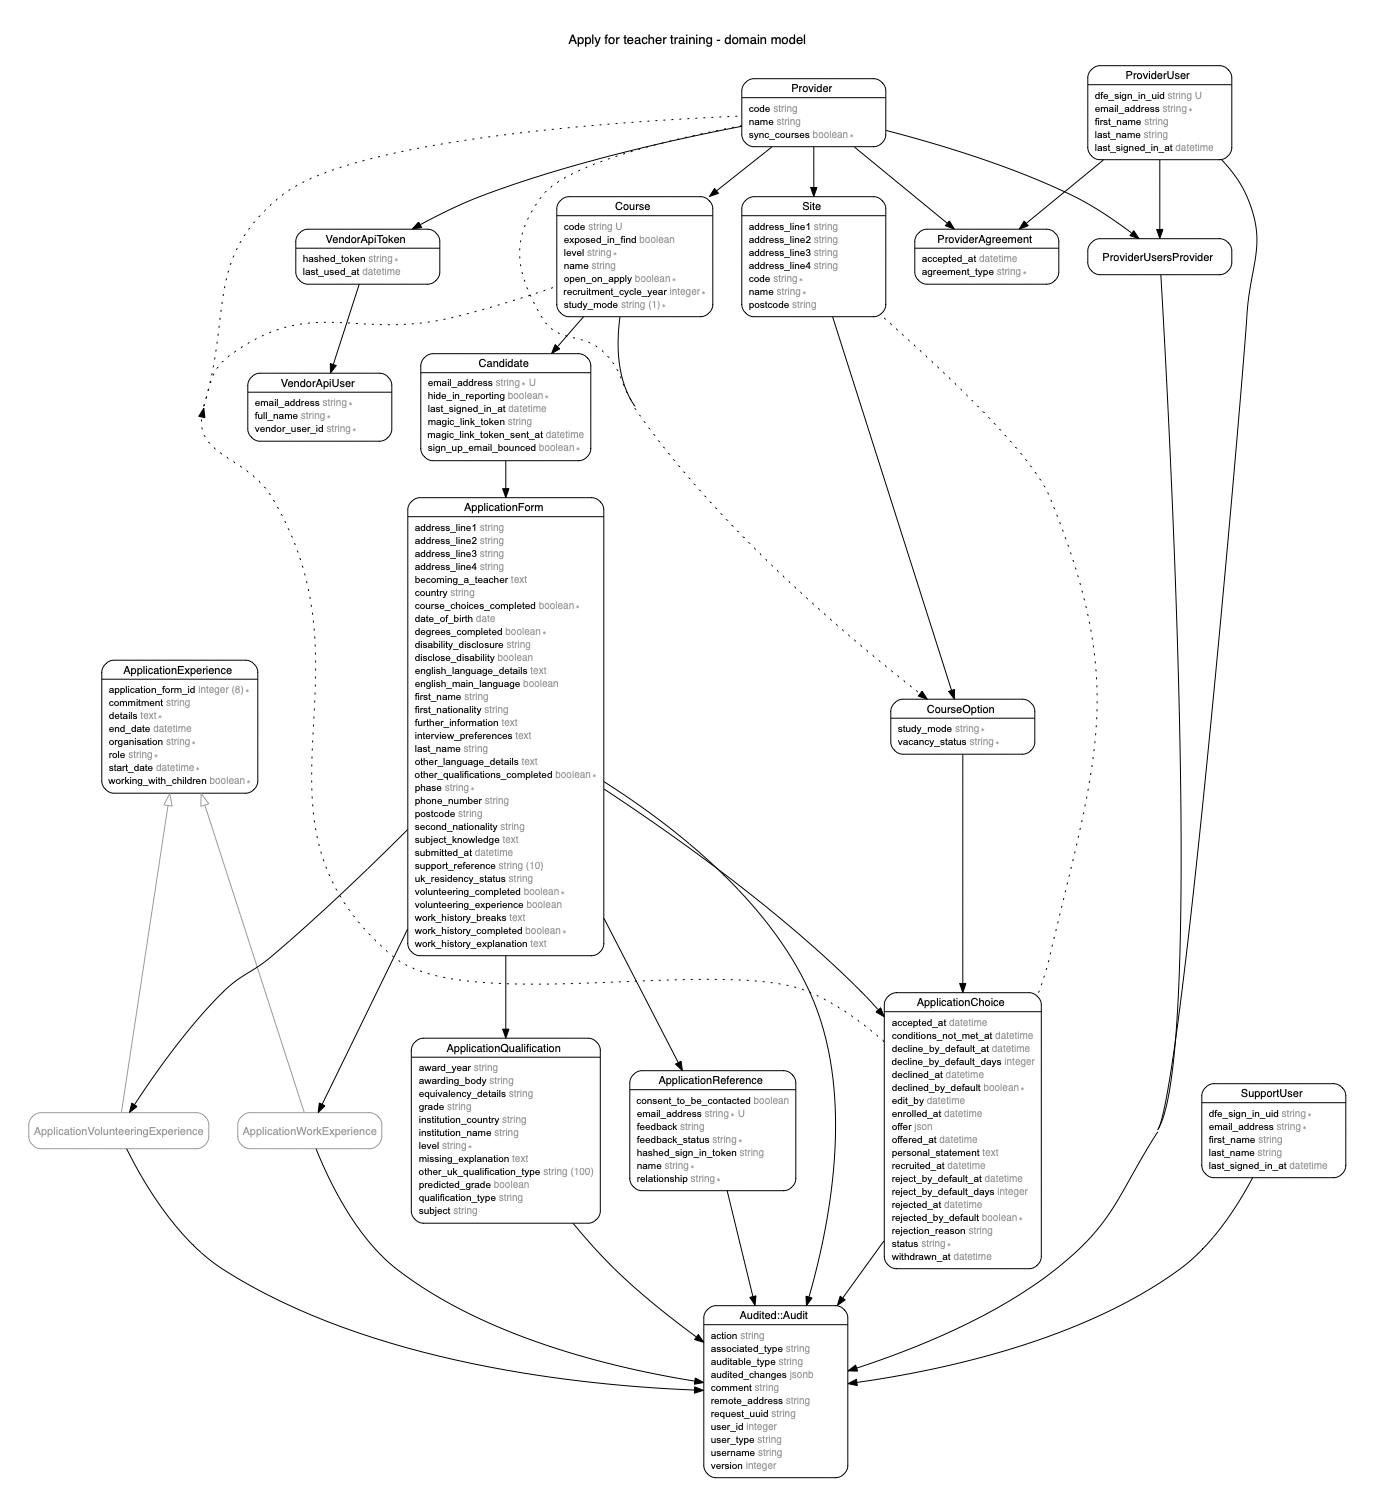 Apply for teacher training - domain model
Provider
code string
name string
sync_courses boolean ∗
ProviderUser
dfe_sign_in_uid string U
email_address string ∗
first_name string
last_name string
last_signed_in_at datetime
VendorApiToken
hashed_token string ∗
last_used_at datetime
Course
code string U
exposed_in_find boolean
level string ∗
name string
open_on_apply boolean ∗
recruitment_cycle_year integer ∗
study_mode string (1) ∗
Site
address_line1 string
address_line2 string
address_line3 string
address_line4 string
code string ∗
name string ∗
postcode string
ProviderAgreement
accepted_at datetime
agreement_type string ∗
ProviderUsersProvider
VendorApiUser
email_address string ∗
full_name string ∗
vendor_user_id string ∗
Candidate
email_address string ∗ U
hide_in_reporting boolean ∗
last_signed_in_at datetime
magic_link_token string
magic_link_token_sent_at datetime
sign_up_email_bounced boolean ∗
ApplicationForm
address_line1 string
address_line2 string
address_line3 string
address_line4 string
becoming_a_teacher text
country string
course_choices_completed boolean ∗
date_of_birth date
degrees_completed boolean ∗
disability_disclosure string
disclose_disability boolean
english_language_details text
english_main_language boolean
first_name string
first_nationality string
further_information text
interview_preferences text
last_name string
other_language_details text
other_qualifications_completed boolean ∗
phase string ∗
phone_number string
postcode string
second_nationality string
subject_knowledge text
submitted_at datetime
support_reference string (10)
uk_residency_status string
volunteering_completed boolean ∗
volunteering_experience boolean
work_history_breaks text
work_history_completed boolean ∗
work_history_explanation text
ApplicationExperience
application_form_id integer (8) ∗
commitment string
details text ∗
end_date datetime
organisation string ∗
role string ∗
start_date datetime ∗
working_with_children boolean ∗
CourseOption
study_mode string ∗
vacancy_status string ∗
ApplicationChoice
accepted_at datetime
conditions_not_met_at datetime
decline_by_default_at datetime
decline_by_default_days integer
declined_at datetime
declined_by_default boolean ∗
edit_by datetime
enrolled_at datetime
offer json
offered_at datetime
personal_statement text
recruited_at datetime
reject_by_default_at datetime
reject_by_default_days integer
rejected_at datetime
rejected_by_default boolean ∗
rejection_reason string
status string ∗
withdrawn_at datetime
ApplicationQualification
award_year string
awarding_body string
equivalency_details string
grade string
institution_country string
institution_name string
level string ∗
missing_explanation text
other_uk_qualification_type string (100)
predicted_grade boolean
qualification_type string
subject string
ApplicationReference
consent_to_be_contacted boolean
email_address string ∗ U
feedback string
feedback_status string ∗
hashed_sign_in_token string
name string ∗
relationship string ∗
SupportUser
dfe_sign_in_uid string ∗
email_address string ∗
first_name string
last_name string
last_signed_in_at datetime
ApplicationVolunteeringExperience
ApplicationWorkExperience
Audited::Audit
action string
associated_type string
auditable_type string
audited_changes jsonb
comment string
remote_address string
request_uuid string
user_id integer
user_type string
username string
version integer